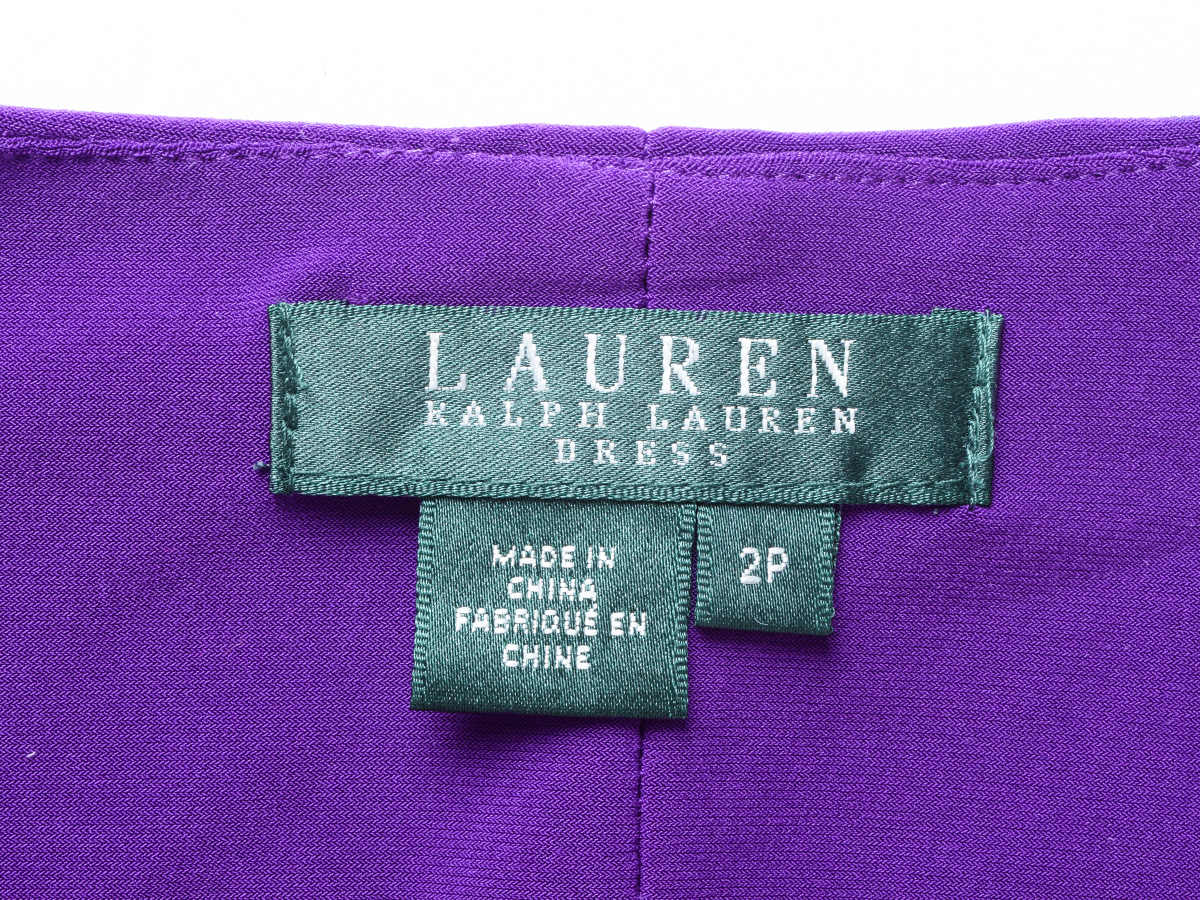 LAUREN
RALPH LAUREN
DRESS
MADE IN
CHINA
FABRIQUÉ EN
CHINE
2P